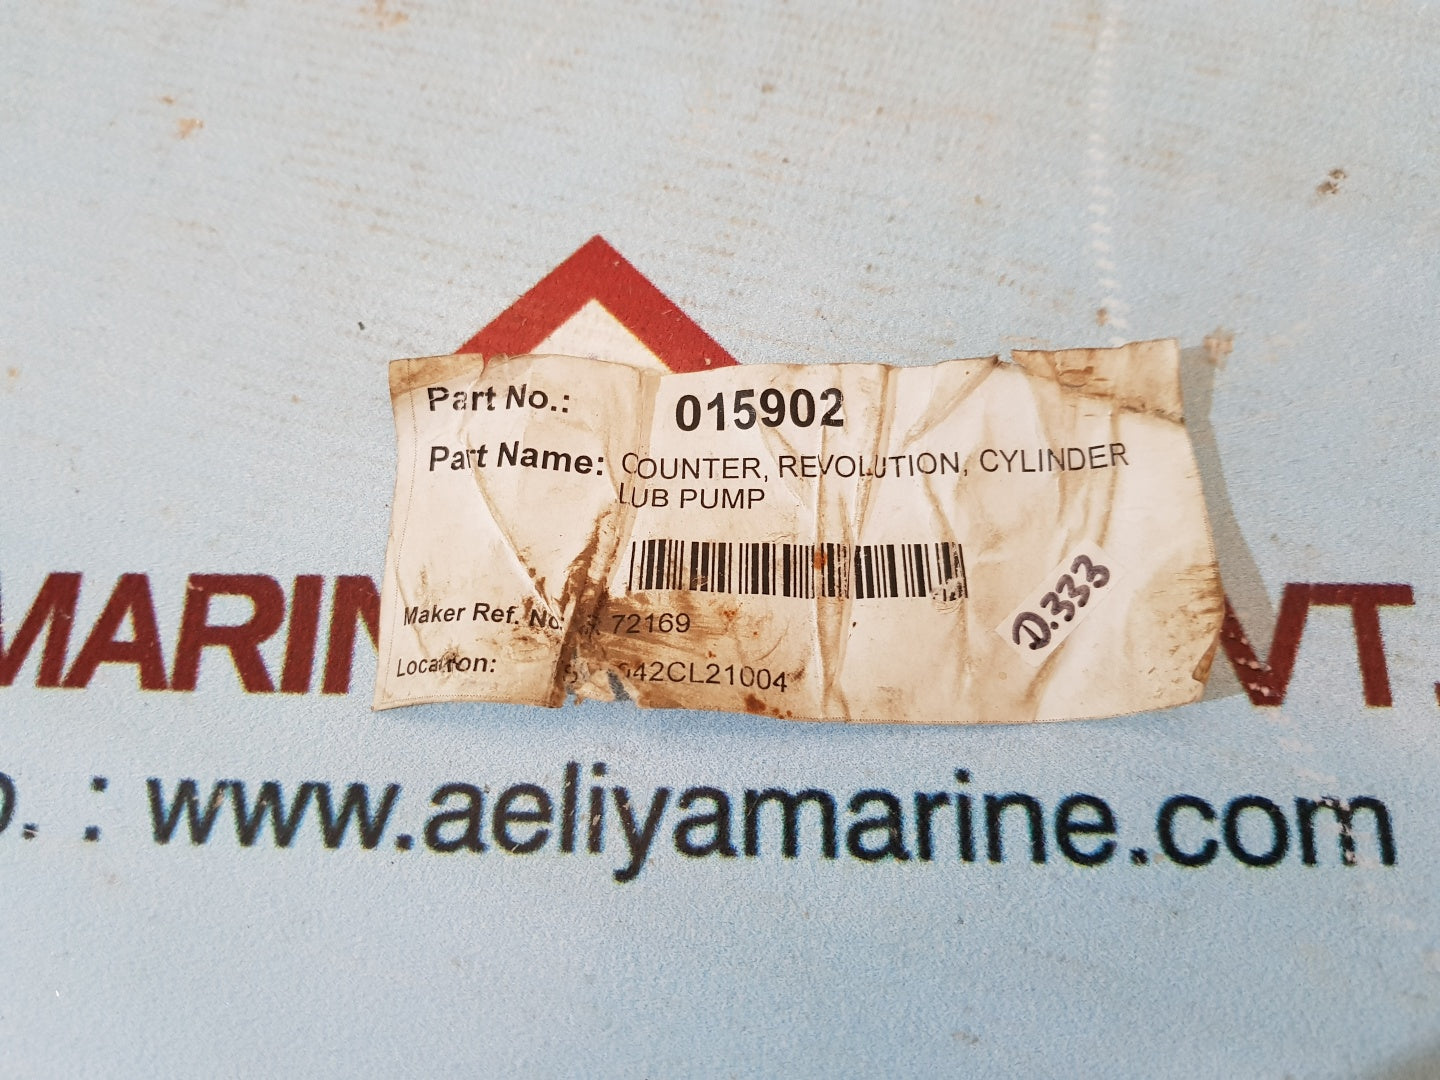 Part No.: 015902
Part Name: COUNTER, REVOLUTION, CYLINDER
LUB PUMP
Maker Ref. No 72169
D.333
Location: 642CL21004
MARIN VT.
. : www.aeliyamarine.com